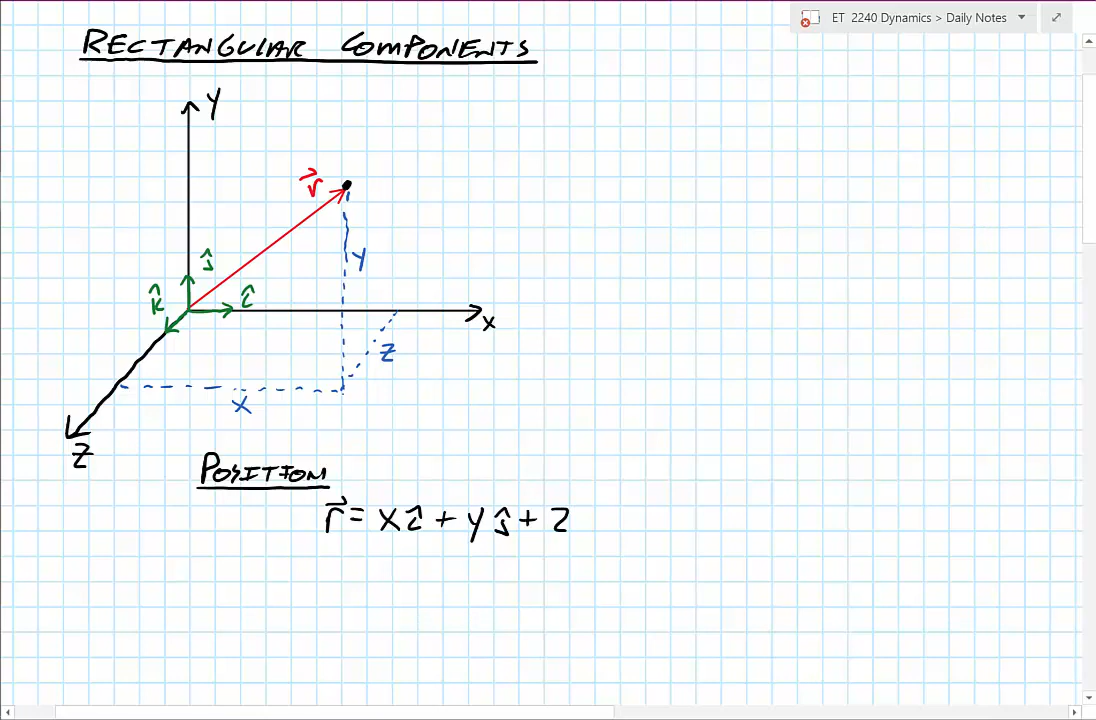 ET 2240 Dynamics > Daily Notes
RECTANGULAR COMPONENTS
Y
r⃗
ĵ
Y
k̂
î
X
Z
X
Z
POSITION
r⃗ = X î + Y ĵ + Z